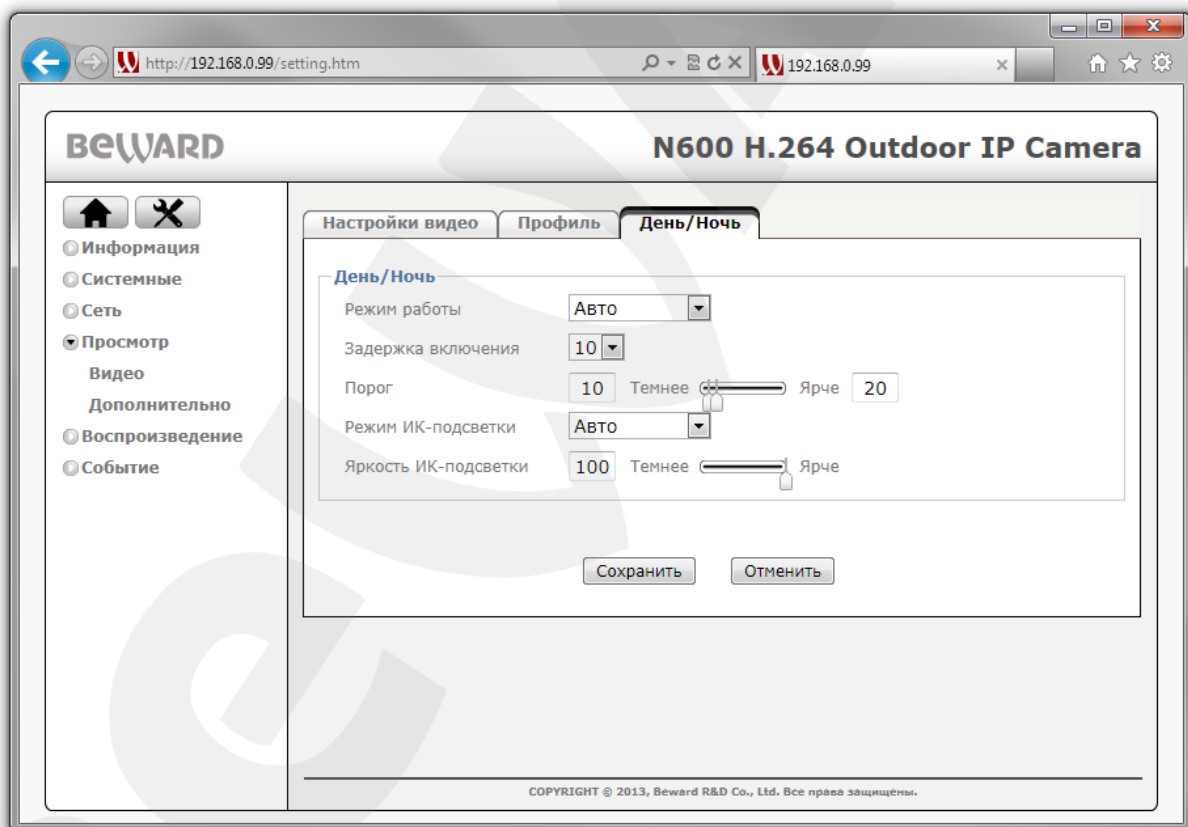 http://192.168.0.99/setting.htm
192.168.0.99
BEWARD
N600 H.264 Outdoor IP Camera
Информация
Системные
Сеть
Просмотр
Видео
Дополнительно
Воспроизведение
Событие
Настройки видео Профиль День/Ночь
День/Ночь
Режим работы Авто
Задержка включения 10
Порог 10 Темнее Ярче 20
Режим ИК-подсветки Авто
Яркость ИК-подсветки 100 Темнее Ярче
Сохранить Отменить
COPYRIGHT © 2013, Beward R&D Co., Ltd. Все права защищены.